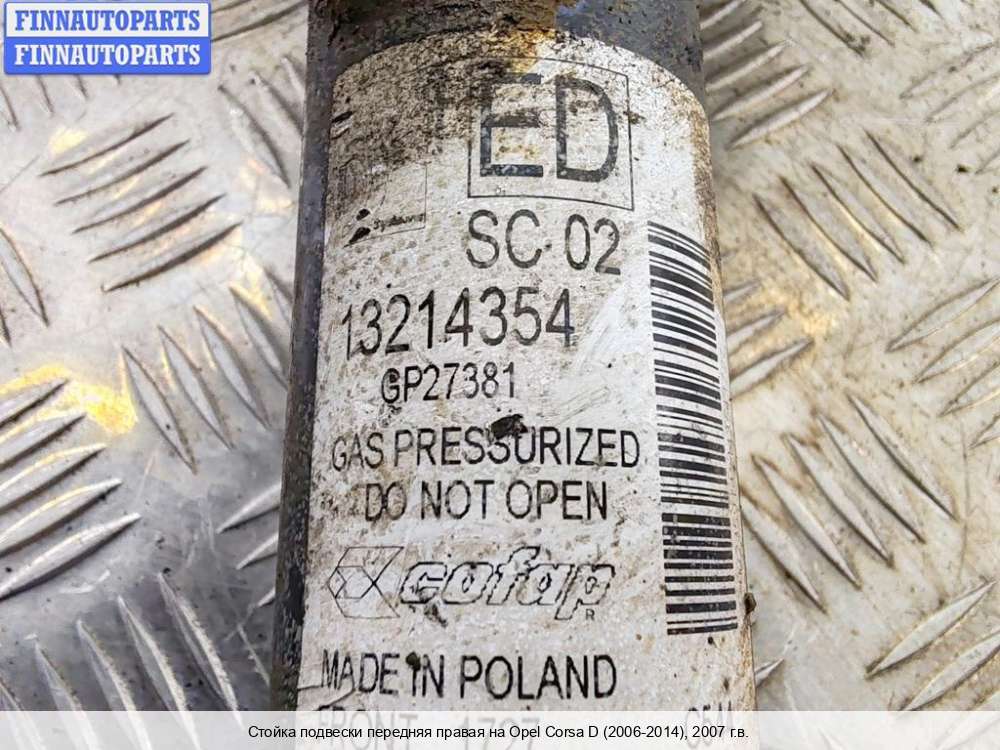 FINNAUTOPARTS
FINNAUTOPARTS
ED
SC 02
13214354
GP27381
GAS PRESSURIZED
DO NOT OPEN
cofap
R
MADE IN POLAND
FRONT
Стойка подвески передняя правая на Opel Corsa D (2006-2014), 2007 г.в.